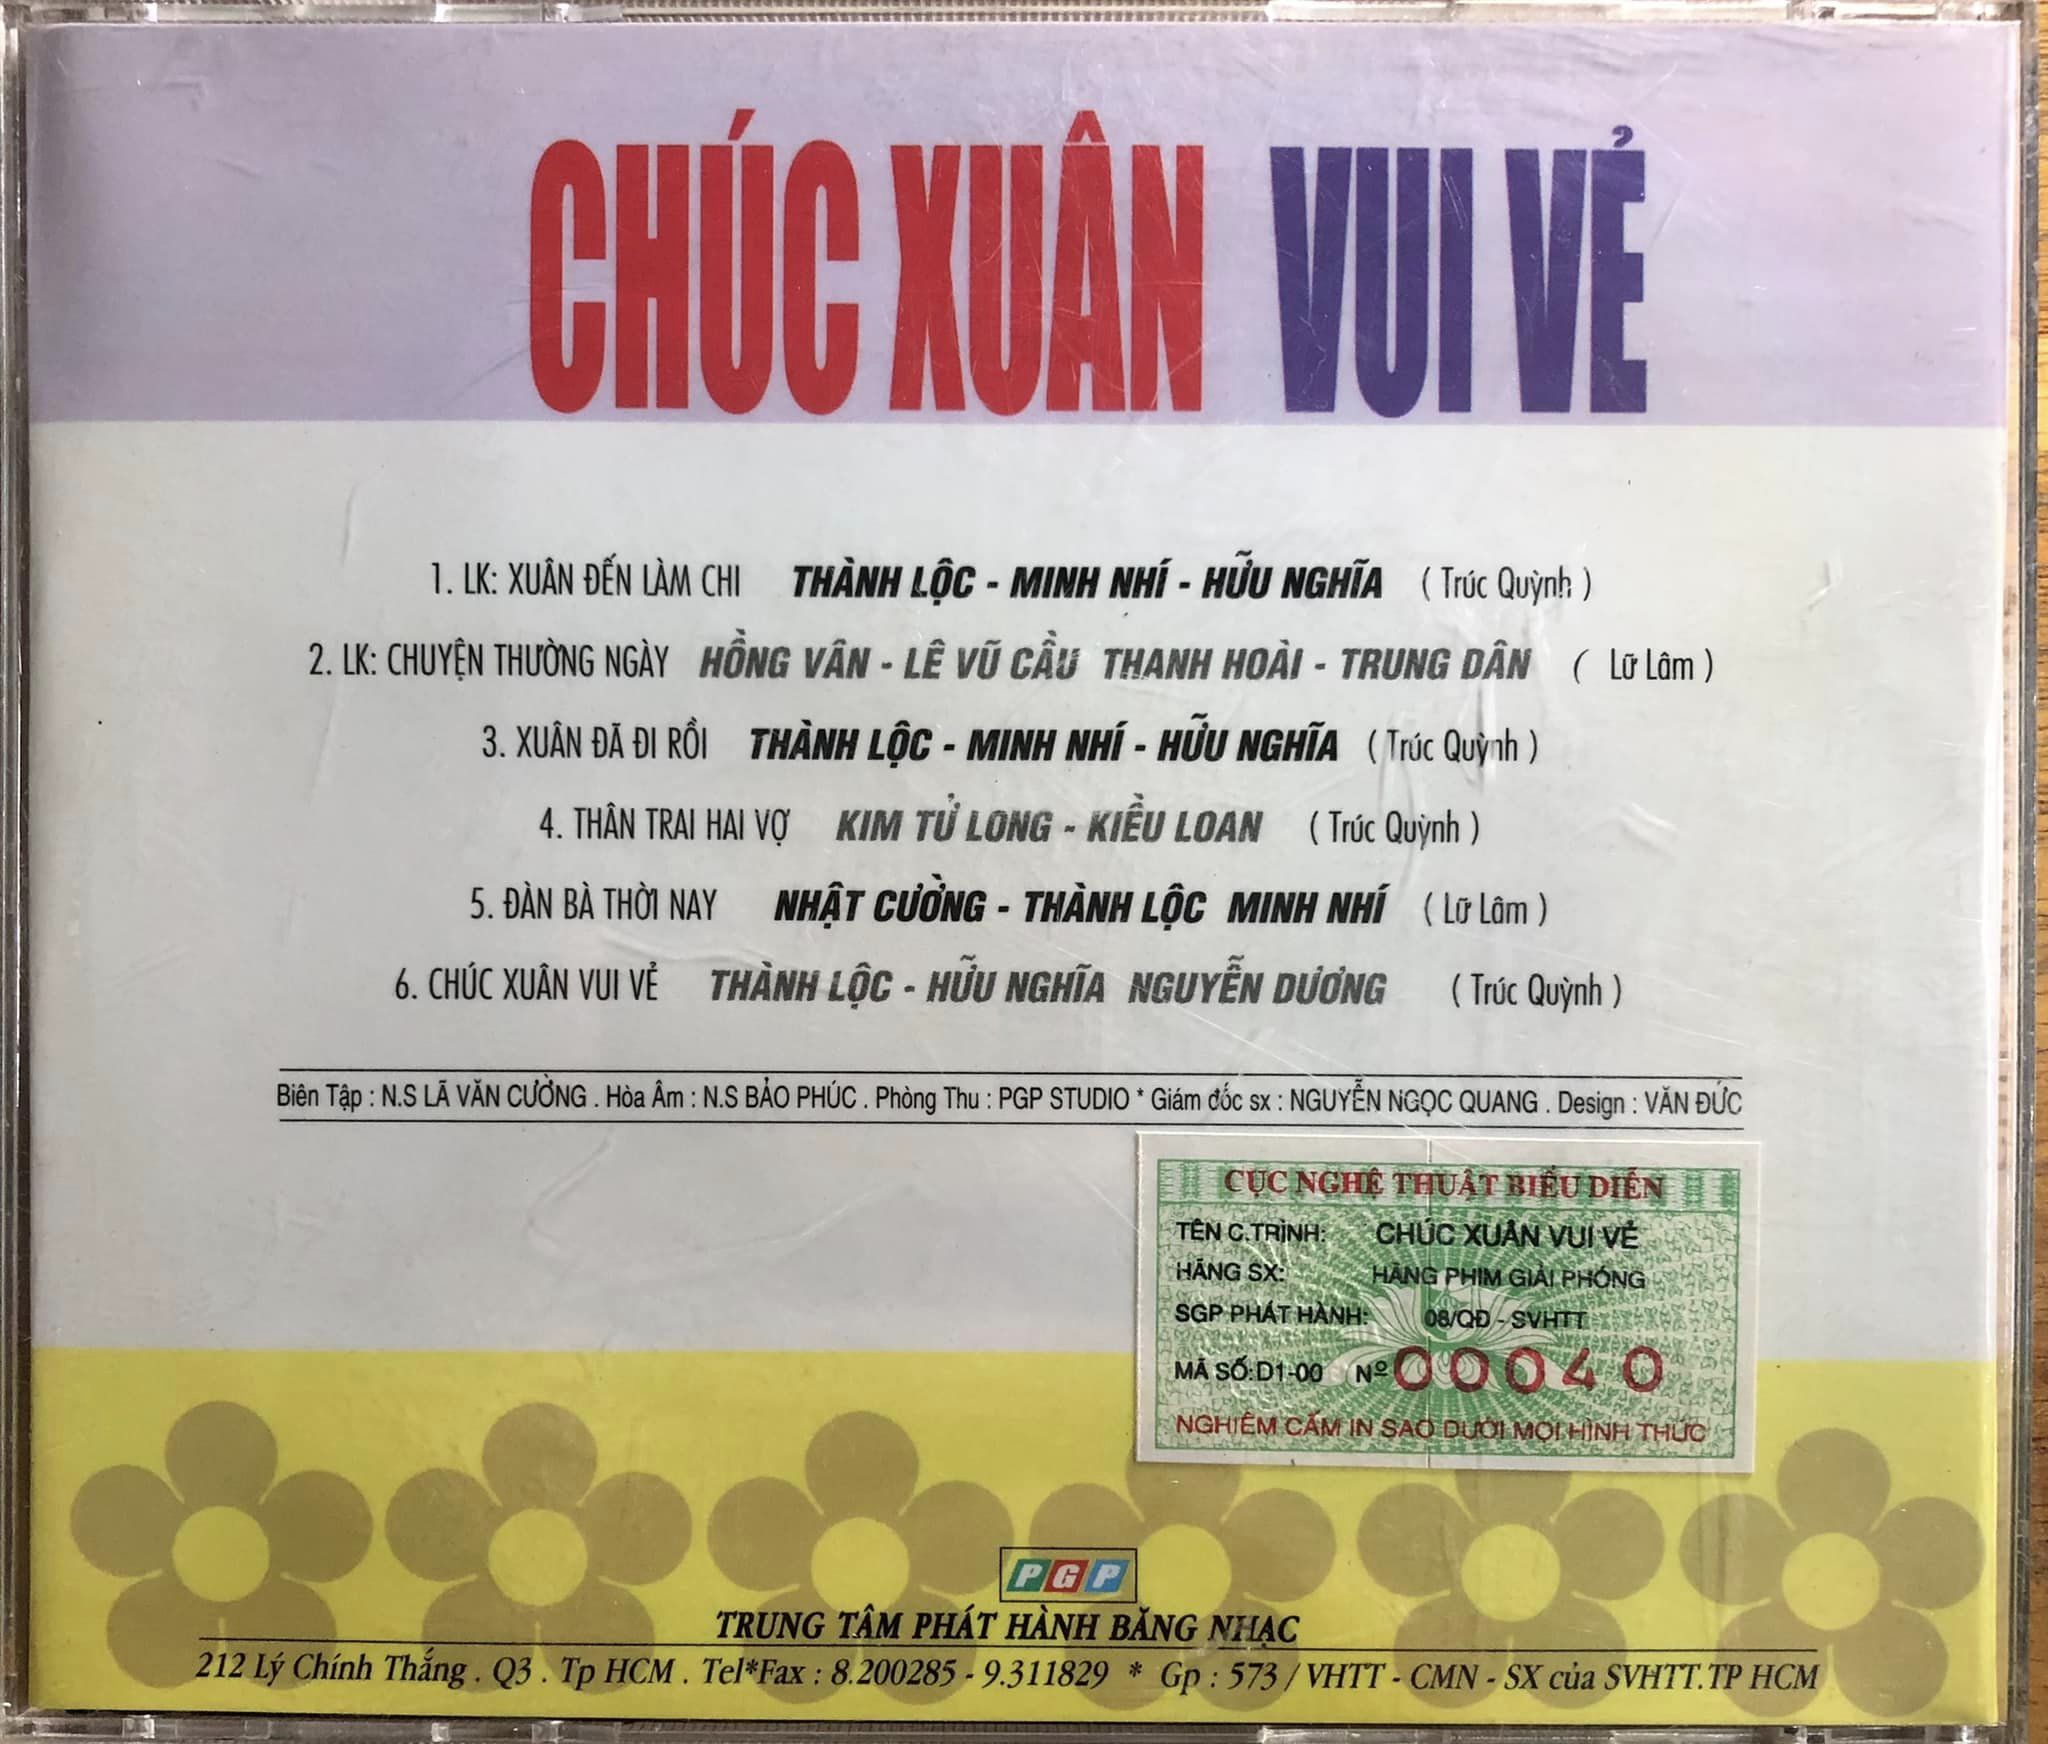 CHÚC XUÂN VUI VẺ
1. LK: XUÂN ĐẾN LÀM CHI THÀNH LỘC - MINH NHÍ - HỮU NGHĨA ( Trúc Quỳnh )
2. LK: CHUYỆN THƯỜNG NGÀY HỒNG VÂN - LÊ VŨ CẦU THANH HOÀI - TRUNG DÂN ( Lữ Lâm )
3. XUÂN ĐÃ ĐI RỒI THÀNH LỘC - MINH NHÍ - HỮU NGHĨA ( Trúc Quỳnh )
4. THÂN TRAI HAI VỢ KIM TỬ LONG - KIỀU LOAN ( Trúc Quỳnh )
5. ĐÀN BÀ THỜI NAY NHẬT CƯỜNG - THÀNH LỘC MINH NHÍ ( Lữ Lâm )
6. CHÚC XUÂN VUI VẺ THÀNH LỘC - HỮU NGHĨA NGUYỄN DƯƠNG ( Trúc Quỳnh )
Biên Tập : N.S LÃ VĂN CƯỜNG . Hòa Âm : N.S BẢO PHÚC . Phòng Thu : PGP STUDIO * Giám đốc sx : NGUYỄN NGỌC QUANG . Design : VĂN ĐỨC
CỤC NGHỆ THUẬT BIỂU DIỄN
TÊN C.TRÌNH: CHÚC XUÂN VUI VẺ
HÃNG SX: HÃNG PHIM GIẢI PHÓNG
SGP PHÁT HÀNH: 08/QĐ - SVHTT
MÃ SỐ: D1-00 Nº 00040
NGHIÊM CẤM IN SAO DƯỚI MỌI HÌNH THỨC
PGP
TRUNG TÂM PHÁT HÀNH BĂNG NHẠC
212 Lý Chính Thắng . Q3 . Tp HCM . Tel*Fax : 8.200285 - 9.311829 * Gp : 573 / VHTT - CMN - SX của SVHTT.TP HCM